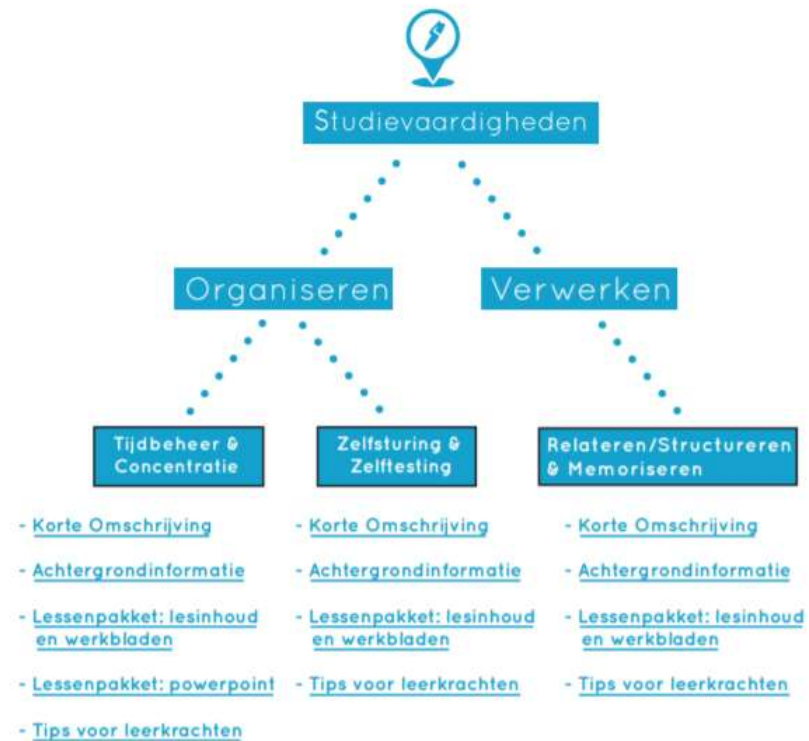 Studievaardigheden
Organiseren
Verwerken
Tijdbeheer &
Concentratie
Zelfsturing &
Zelftesting
Relateren/Structureren
& Memoriseren
- Korte Omschrijving
- Achtergrondinformatie
- Lessenpakket: lesinhoud
en werkbladen
- Lessenpakket: powerpoint
- Tips voor leerkrachten
- Korte Omschrijving
- Achtergrondinformatie
- Lessenpakket: lesinhoud
en werkbladen
- Tips voor leerkrachten
- Korte Omschrijving
- Achtergrondinformatie
- Lessenpakket: lesinhoud
en werkbladen
- Tips voor leerkrachten